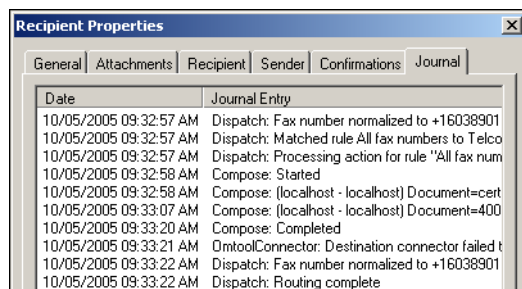 Recipient Properties
General Attachments Recipient Sender Confirmations Journal
Date Journal Entry
10/05/2005 09:32:57 AM Dispatch: Fax number normalized to +16038901
10/05/2005 09:32:57 AM Dispatch: Matched rule All fax numbers to Telco
10/05/2005 09:32:57 AM Dispatch: Processing action for rule "All fax num
10/05/2005 09:32:58 AM Compose: Started
10/05/2005 09:32:58 AM Compose: (localhost - localhost) Document=cert
10/05/2005 09:33:07 AM Compose: (localhost - localhost) Document=400
10/05/2005 09:33:20 AM Compose: Completed
10/05/2005 09:33:21 AM OmtoolConnector: Destination connector failed t
10/05/2005 09:33:22 AM Dispatch: Fax number normalized to +16038901
10/05/2005 09:33:22 AM Dispatch: Routing complete